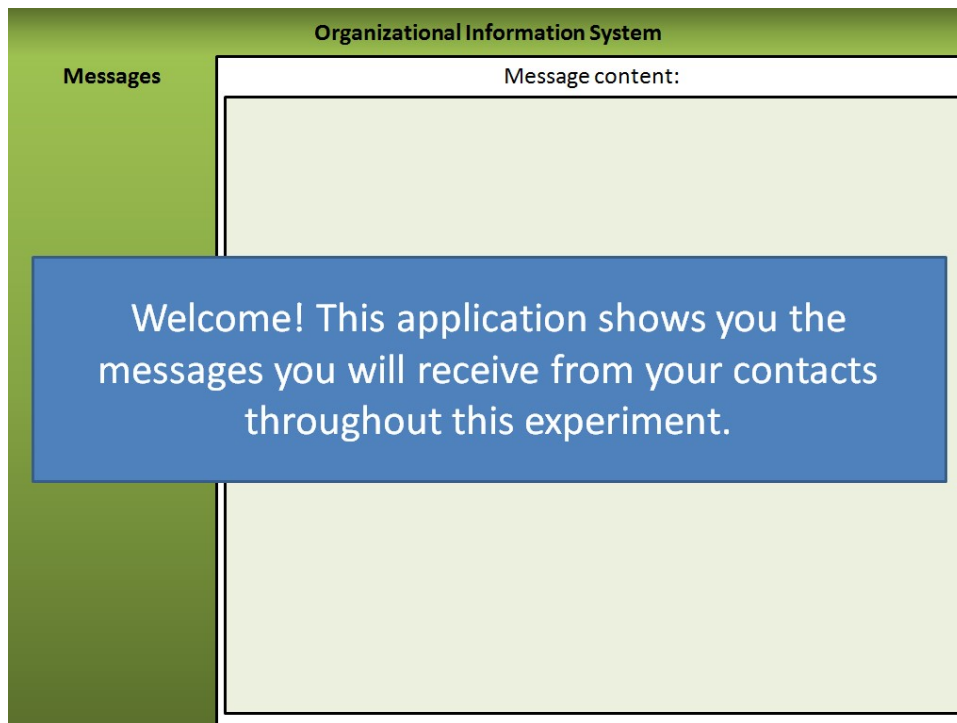 Organizational Information System
Messages
Message content:
Welcome! This application shows you the
messages you will receive from your contacts
throughout this experiment.